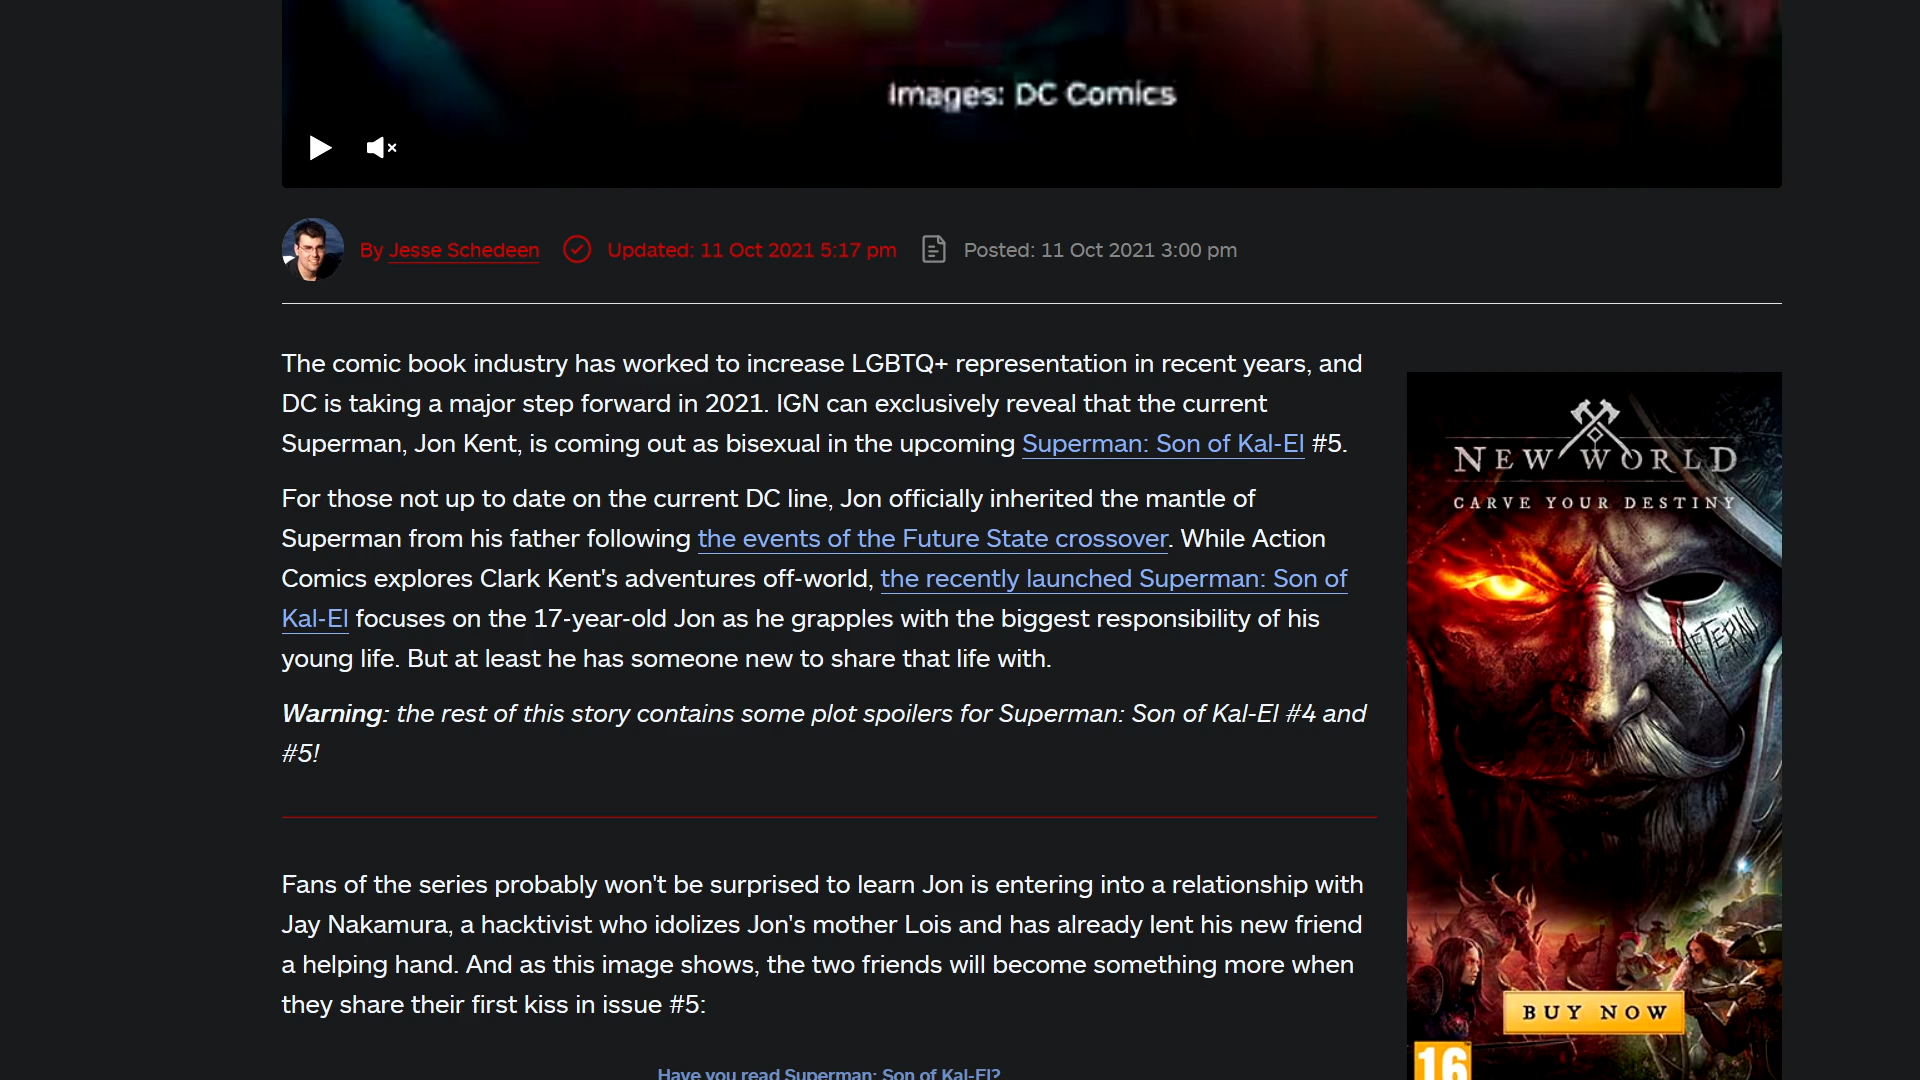 Images: DC Comics
By Jesse Schedeen Updated: 11 Oct 2021 5:17 pm Posted: 11 Oct 2021 3:00 pm
The comic book industry has worked to increase LGBTQ+ representation in recent years, and
DC is taking a major step forward in 2021. IGN can exclusively reveal that the current
Superman, Jon Kent, is coming out as bisexual in the upcoming Superman: Son of Kal-El #5.
For those not up to date on the current DC line, Jon officially inherited the mantle of
Superman from his father following the events of the Future State crossover. While Action
Comics explores Clark Kent's adventures off-world, the recently launched Superman: Son of
Kal-El focuses on the 17-year-old Jon as he grapples with the biggest responsibility of his
young life. But at least he has someone new to share that life with.
Warning: the rest of this story contains some plot spoilers for Superman: Son of Kal-El #4 and
#5!
Fans of the series probably won't be surprised to learn Jon is entering into a relationship with
Jay Nakamura, a hacktivist who idolizes Jon's mother Lois and has already lent his new friend
a helping hand. And as this image shows, the two friends will become something more when
they share their first kiss in issue #5:
Have you read Superman: Son of Kal-El?
NEW WORLD
CARVE YOUR DESTINY
AETERNUM
BUY NOW
16